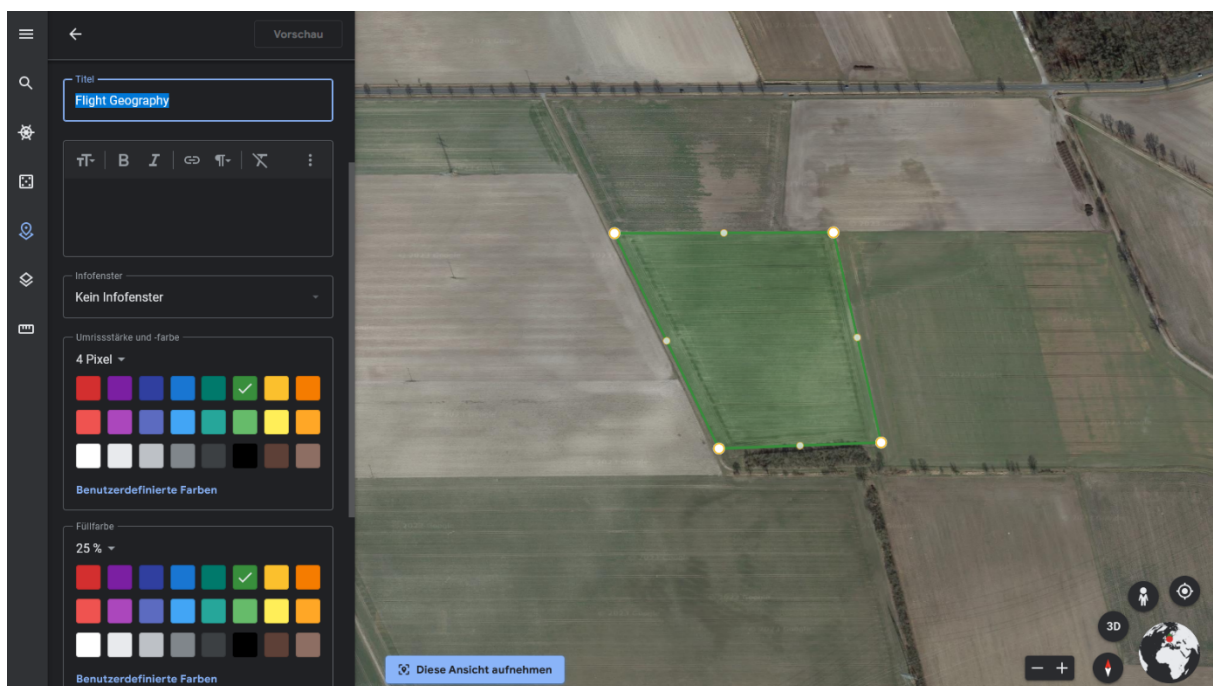 Vorschau
Titel
Flight Geography
Infofenster
Kein Infofenster
Umrissstärke und -farbe
4 Pixel
Benutzerdefinierte Farben
Füllfarbe
25 %
Benutzerdefinierte Farben
Diese Ansicht aufnehmen
3D